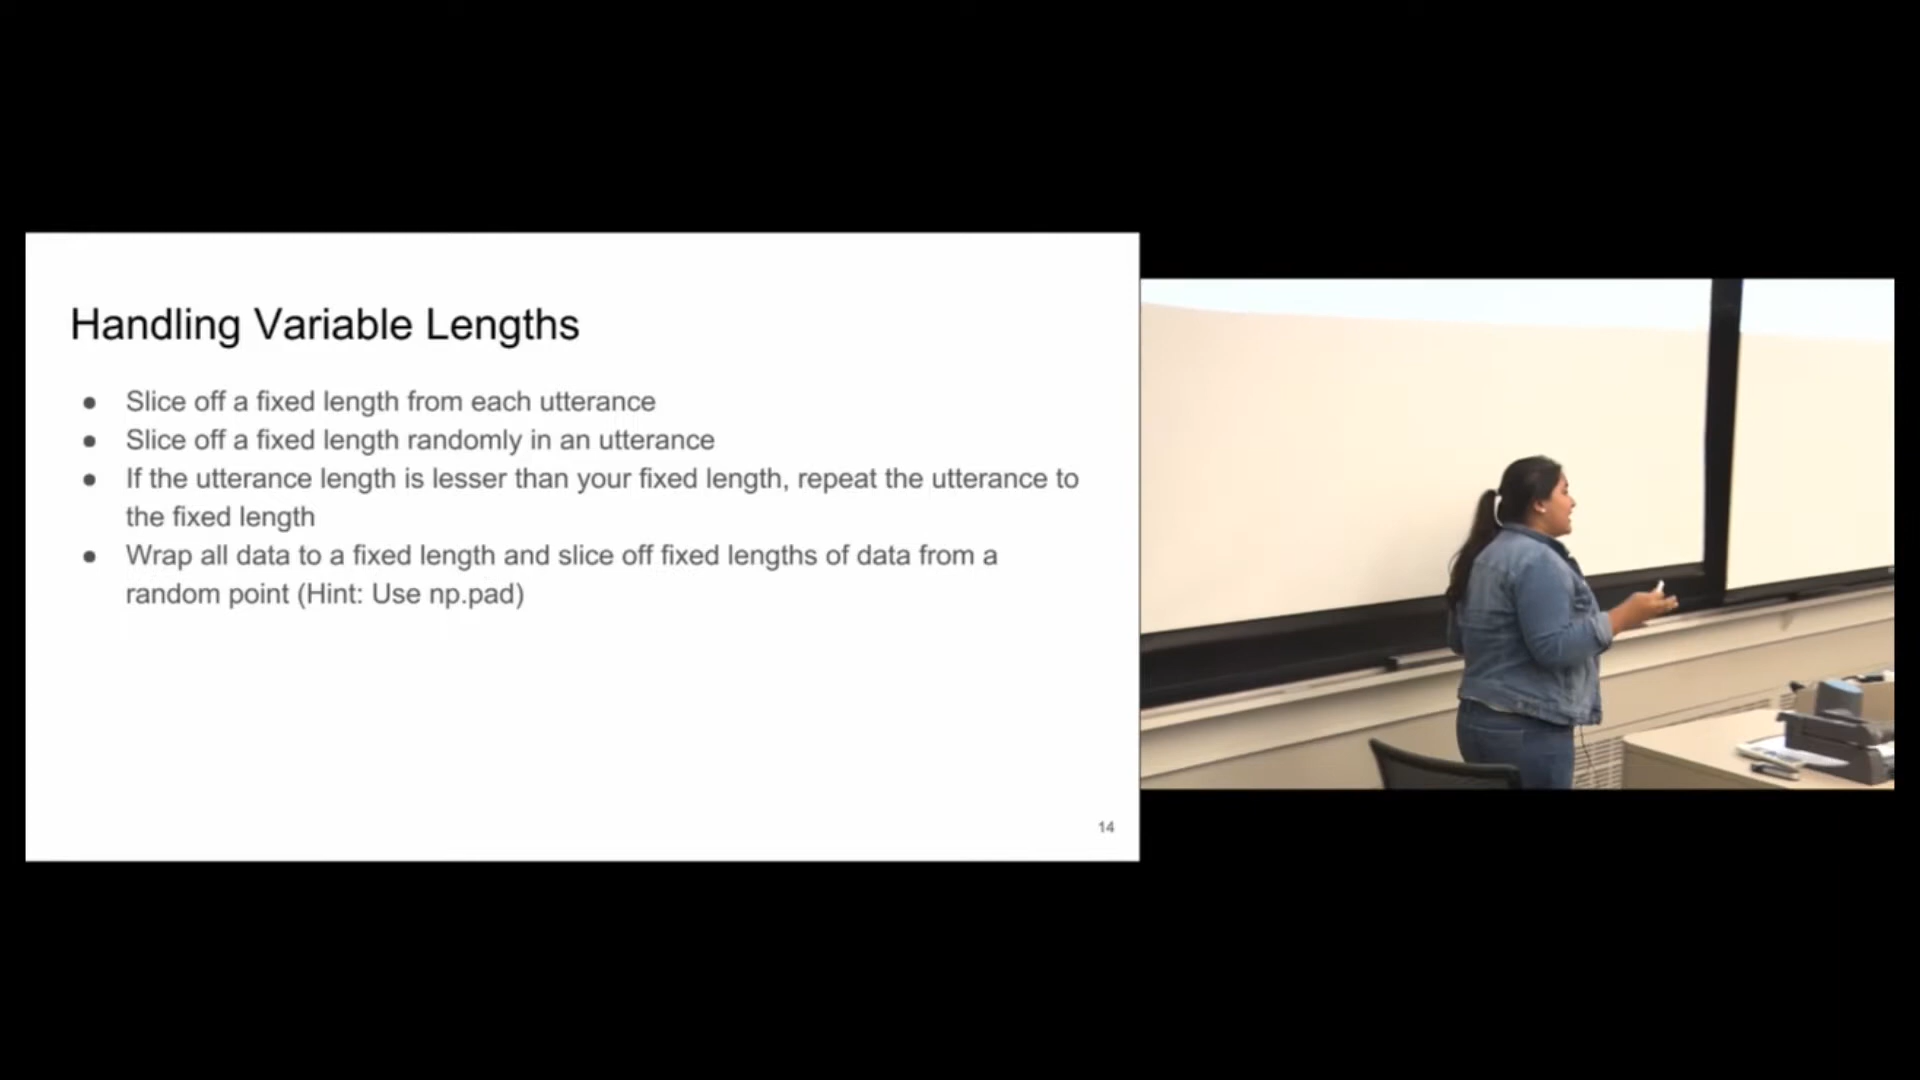 Handling Variable Lengths
● Slice off a fixed length from each utterance
● Slice off a fixed length randomly in an utterance
● If the utterance length is lesser than your fixed length, repeat the utterance to
the fixed length
● Wrap all data to a fixed length and slice off fixed lengths of data from a
random point (Hint: Use np.pad)
14